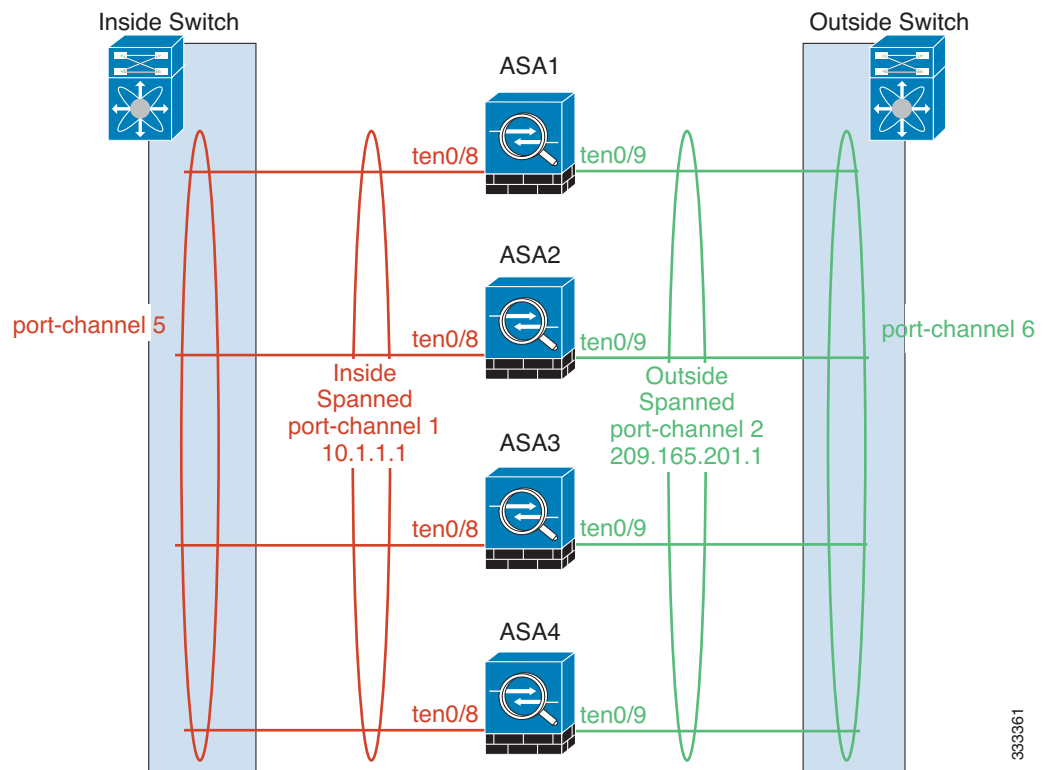 Inside Switch
Outside Switch
ASA1
ten0/8
ten0/9
ASA2
port-channel 5
ten0/8
ten0/9
port-channel 6
Inside
Spanned
port-channel 1
10.1.1.1
Outside
Spanned
port-channel 2
209.165.201.1
ASA3
ten0/8
ten0/9
ASA4
ten0/8
ten0/9
333361